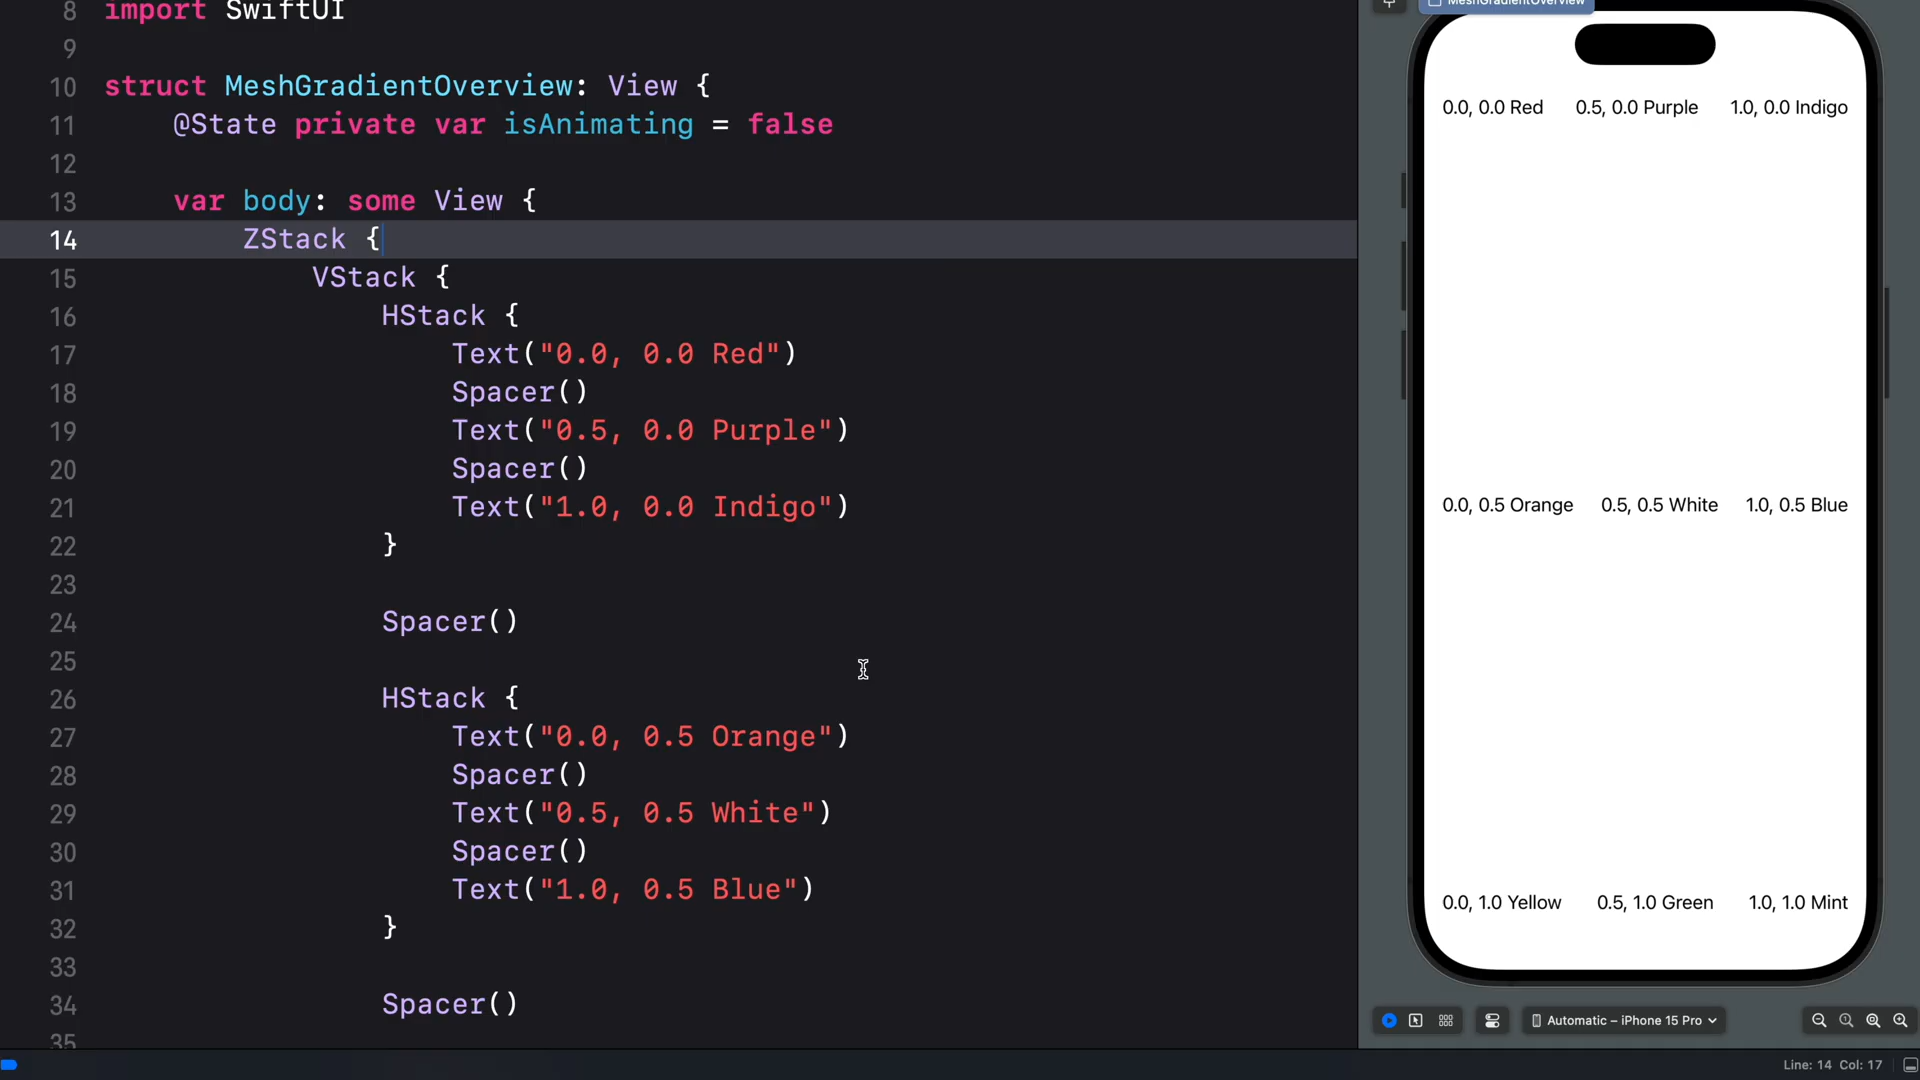 8 import SwiftUI
9
10 struct MeshGradientOverview: View {
11 @State private var isAnimating = false
12
13 var body: some View {
14 ZStack {
15 VStack {
16 HStack {
17 Text("0.0, 0.0 Red")
18 Spacer()
19 Text("0.5, 0.0 Purple")
20 Spacer()
21 Text("1.0, 0.0 Indigo")
22 }
23
24 Spacer()
25
26 HStack {
27 Text("0.0, 0.5 Orange")
28 Spacer()
29 Text("0.5, 0.5 White")
30 Spacer()
31 Text("1.0, 0.5 Blue")
32 }
33
34 Spacer()
35
MeshGradientOverview
0.0, 0.0 Red 0.5, 0.0 Purple 1.0, 0.0 Indigo
0.0, 0.5 Orange 0.5, 0.5 White 1.0, 0.5 Blue
0.0, 1.0 Yellow 0.5, 1.0 Green 1.0, 1.0 Mint
Automatic – iPhone 15 Pro
Line: 14 Col: 17